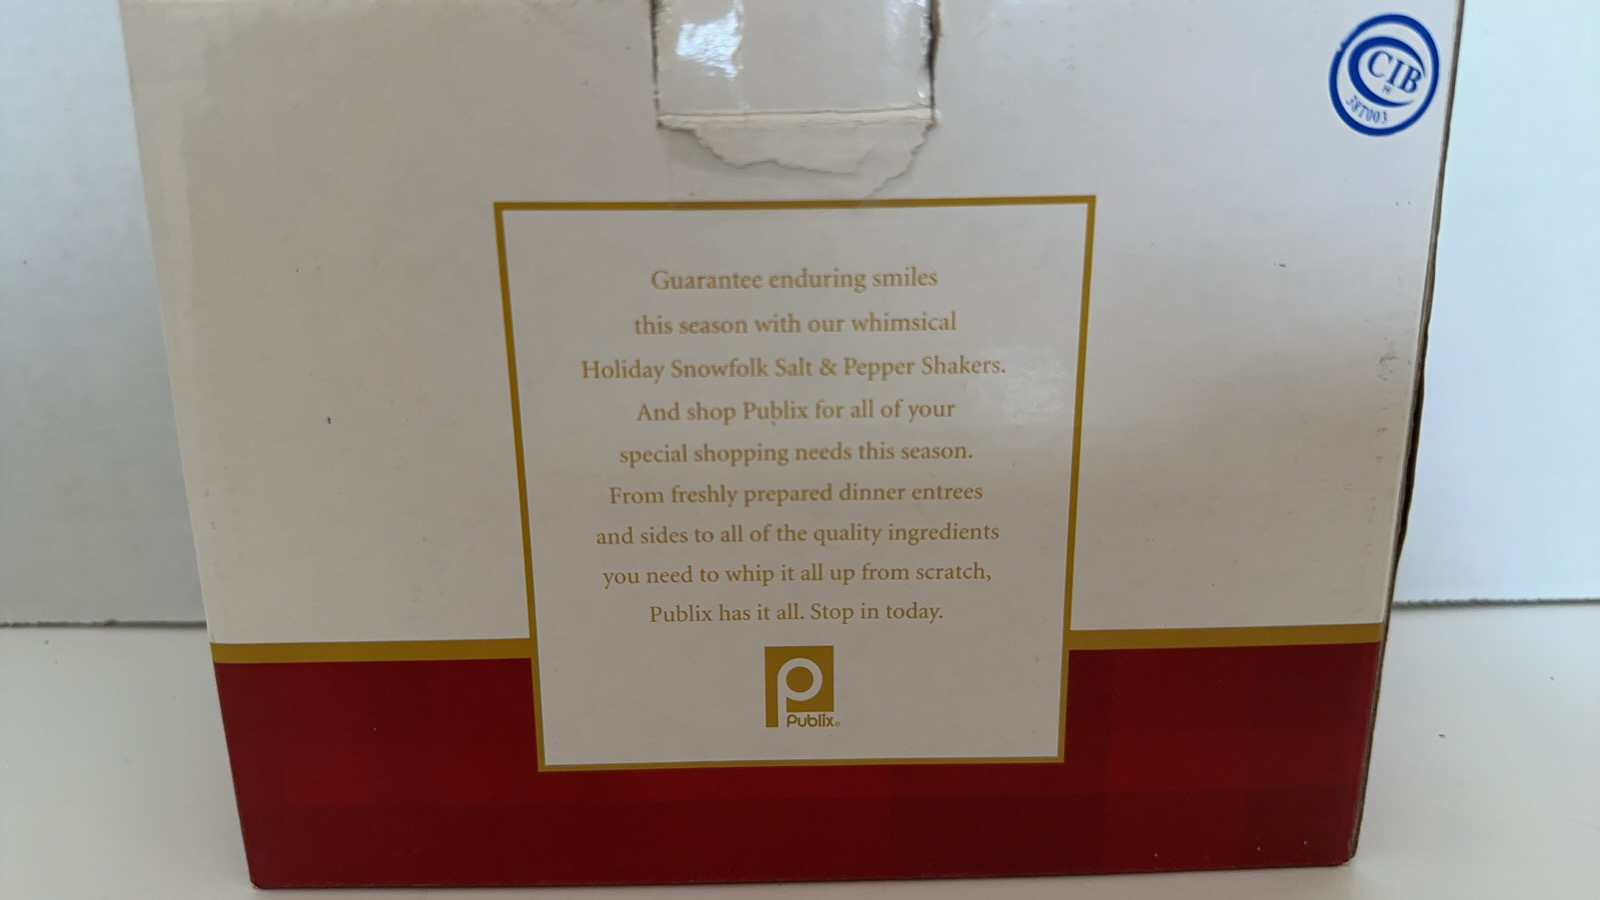 CIB
38T003
Guarantee enduring smiles
this season with our whimsical
Holiday Snowfolk Salt & Pepper Shakers.
And shop Publix for all of your
special shopping needs this season.
From freshly prepared dinner entrees
and sides to all of the quality ingredients
you need to whip it all up from scratch,
Publix has it all. Stop in today.
P
Publix